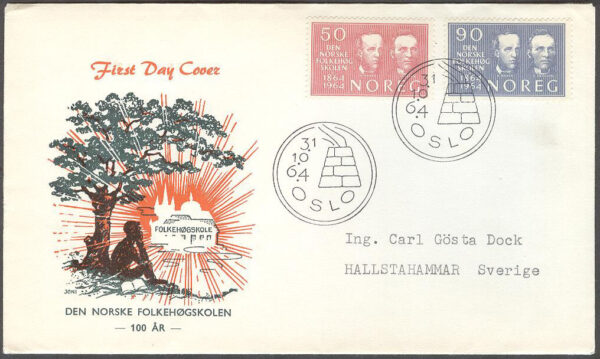 First Day Cover
50
DEN
NORSKE
FOLKEHØG
SKOLEN
1864
1964
NOREG
90
DEN
NORSKE
FOLKEHØG
SKOLEN
1864
1964
NOREG
31
10
64
OSLO
31
10
64
OSLO
FOLKEHØGSKOLE
JONI
DEN NORSKE FOLKEHØGSKOLEN
— 100 ÅR —
Ing. Carl Gösta Dock
HALLSTAHAMMAR Sverige